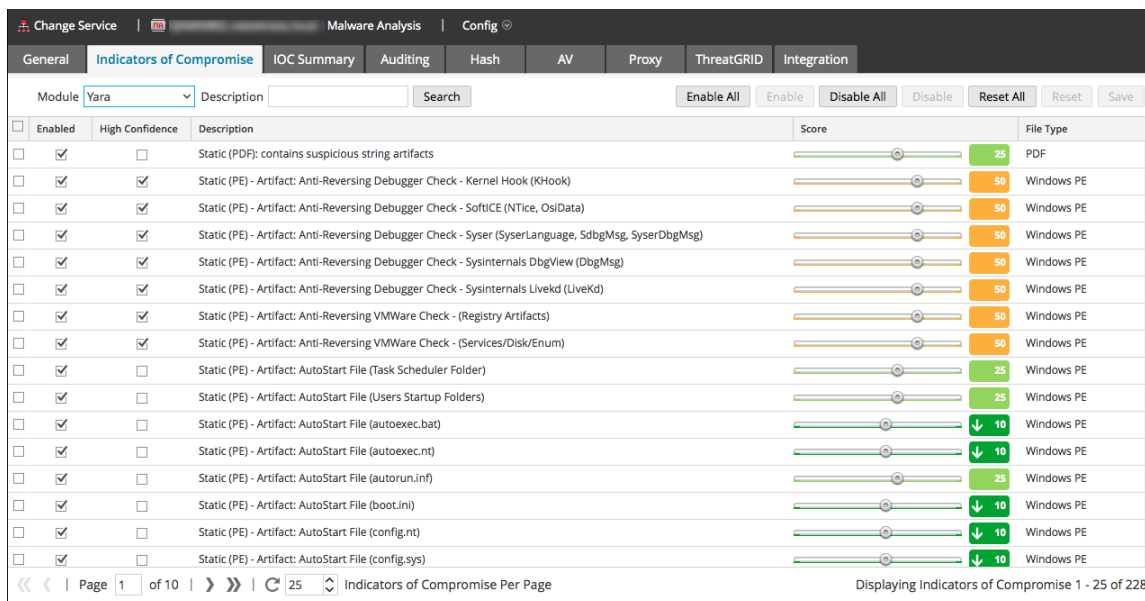 Change Service | MA Malware Analysis | Config
General Indicators of Compromise IOC Summary Auditing Hash AV Proxy ThreatGRID Integration
Module Yara Description Search Enable All Enable Disable All Disable Reset All Reset Save
Enabled High Confidence Description Score File Type
Static (PDF): contains suspicious string artifacts 25 PDF
Static (PE) - Artifact: Anti-Reversing Debugger Check - Kernel Hook (KHook) 50 Windows PE
Static (PE) - Artifact: Anti-Reversing Debugger Check - SoftICE (NTice, OsiData) 50 Windows PE
Static (PE) - Artifact: Anti-Reversing Debugger Check - Syser (SyserLanguage, SdbgMsg, SyserDbgMsg) 50 Windows PE
Static (PE) - Artifact: Anti-Reversing Debugger Check - Sysinternals DbgView (DbgMsg) 50 Windows PE
Static (PE) - Artifact: Anti-Reversing Debugger Check - Sysinternals Livekd (LiveKd) 50 Windows PE
Static (PE) - Artifact: Anti-Reversing VMWare Check - (Registry Artifacts) 50 Windows PE
Static (PE) - Artifact: Anti-Reversing VMWare Check - (Services/Disk/Enum) 50 Windows PE
Static (PE) - Artifact: AutoStart File (Task Scheduler Folder) 25 Windows PE
Static (PE) - Artifact: AutoStart File (Users Startup Folders) 25 Windows PE
Static (PE) - Artifact: AutoStart File (autoexec.bat) 10 Windows PE
Static (PE) - Artifact: AutoStart File (autoexec.nt) 10 Windows PE
Static (PE) - Artifact: AutoStart File (autorun.inf) 25 Windows PE
Static (PE) - Artifact: AutoStart File (boot.ini) 10 Windows PE
Static (PE) - Artifact: AutoStart File (config.nt) 10 Windows PE
Static (PE) - Artifact: AutoStart File (config.sys) 10 Windows PE
| Page 1 of 10 | | 25 Indicators of Compromise Per Page Displaying Indicators of Compromise 1 - 25 of 228